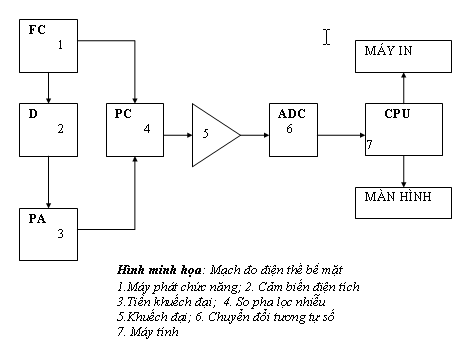 FC
1
MÁY IN
D
2
PC
4
5
ADC
6
CPU
7
PA
3
MÀN HÌNH
Hình minh họa: Mạch đo điện thế bề mặt
1.Máy phát chức năng; 2. Cảm biến điện tích
3.Tiền khuếch đại; 4. So pha lọc nhiễu
5.Khuếch đại; 6. Chuyển đổi tương tự số
7. Máy tính